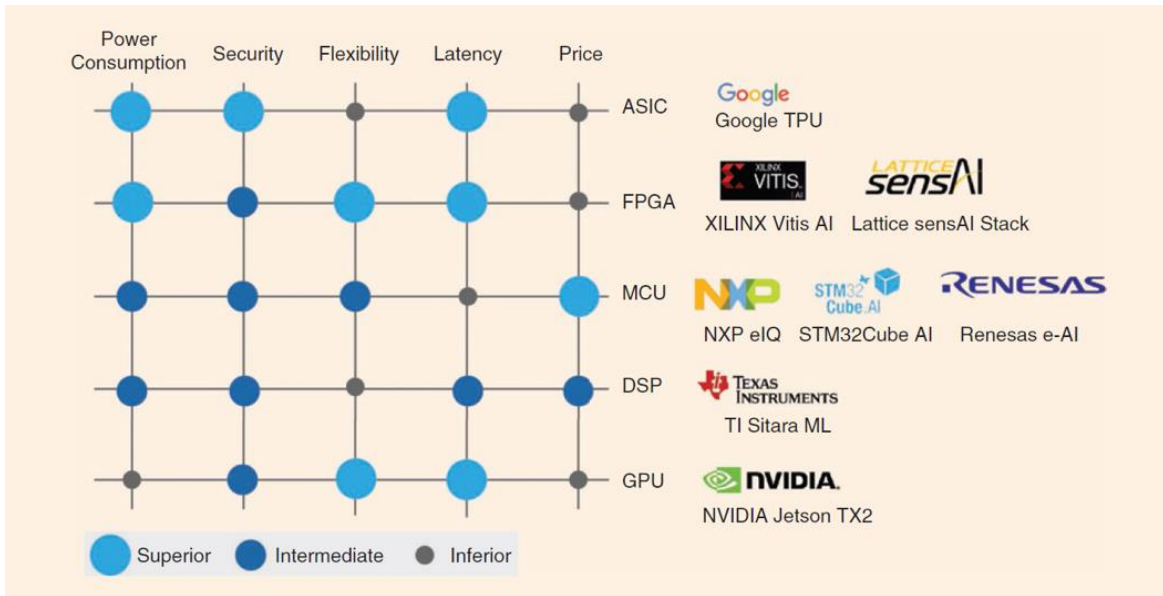 Power
Consumption
Security
Flexibility
Latency
Price
ASIC
Google
Google TPU
FPGA
XILINX
VITIS
AI
LATTICE
sensAI
XILINX Vitis AI
Lattice sensAI Stack
MCU
NXP
STM32
Cube.AI
RENESAS
NXP eIQ
STM32Cube AI
Renesas e-AI
DSP
TEXAS
INSTRUMENTS
TI Sitara ML
GPU
NVIDIA.
NVIDIA Jetson TX2
Superior
Intermediate
Inferior